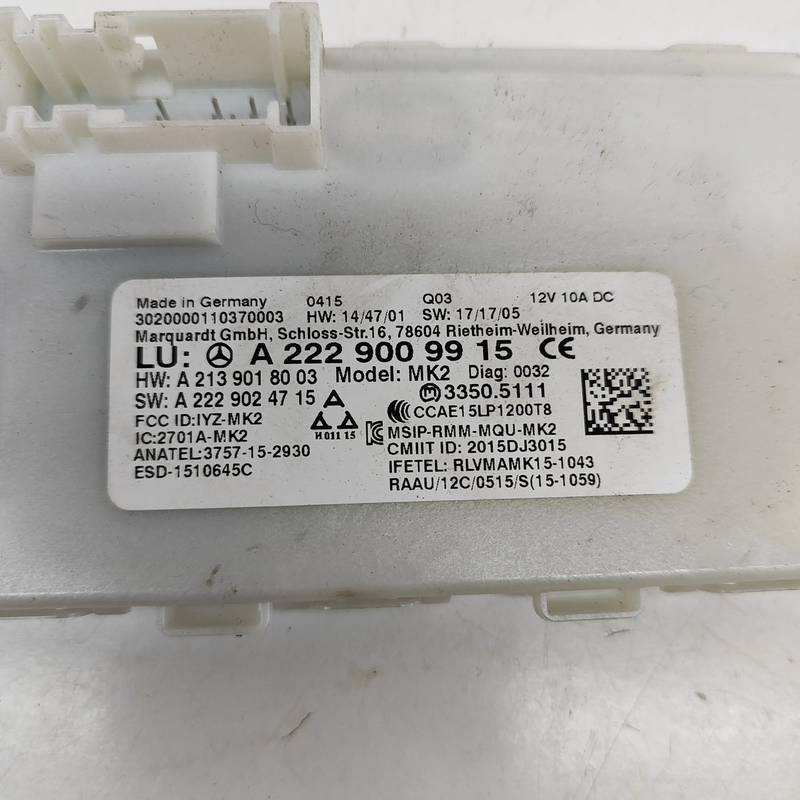 Made in Germany 0415 Q03 12V 10A DC
3020000110370003 HW: 14/47/01 SW: 17/17/05
Marquardt GmbH, Schloss-Str.16, 78604 Rietheim-Weilheim, Germany
LU: A 222 900 99 15 CE
HW: A 213 901 80 03 Model: MK2 Diag: 0032
SW: A 222 902 47 15 3350.5111
FCC ID:IYZ-MK2 CCAE15LP1200T8
IC:2701A-MK2 H 011 15 MSIP-RMM-MQU-MK2
ANATEL:3757-15-2930 CMIIT ID: 2015DJ3015
ESD-1510645C IFETEL: RLVMAMK15-1043
RAAU/12C/0515/S(15-1059)